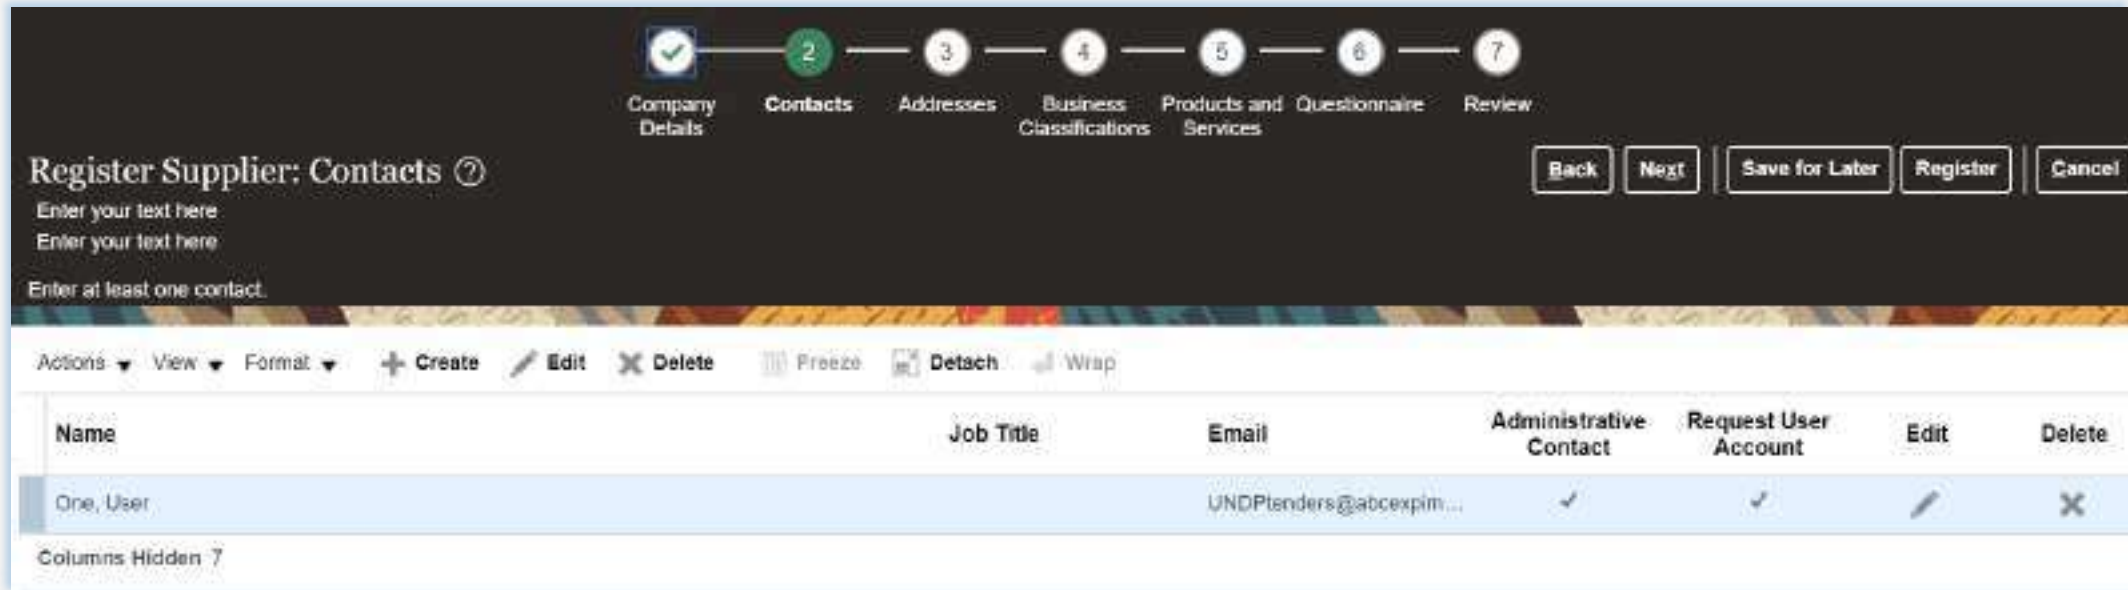 2 3 4 5 6 7
Company Details Contacts Addresses Business Classifications Products and Services Questionnaire Review
Register Supplier: Contacts ?
Back Next Save for Later Register Cancel
Enter your text here
Enter your text here
Enter at least one contact.
Actions View Format Create Edit Delete Freeze Detach Wrap
Name Job Title Email Administrative Contact Request User Account Edit Delete
One, User UNDPtenders@abcexpim...
Columns Hidden 7